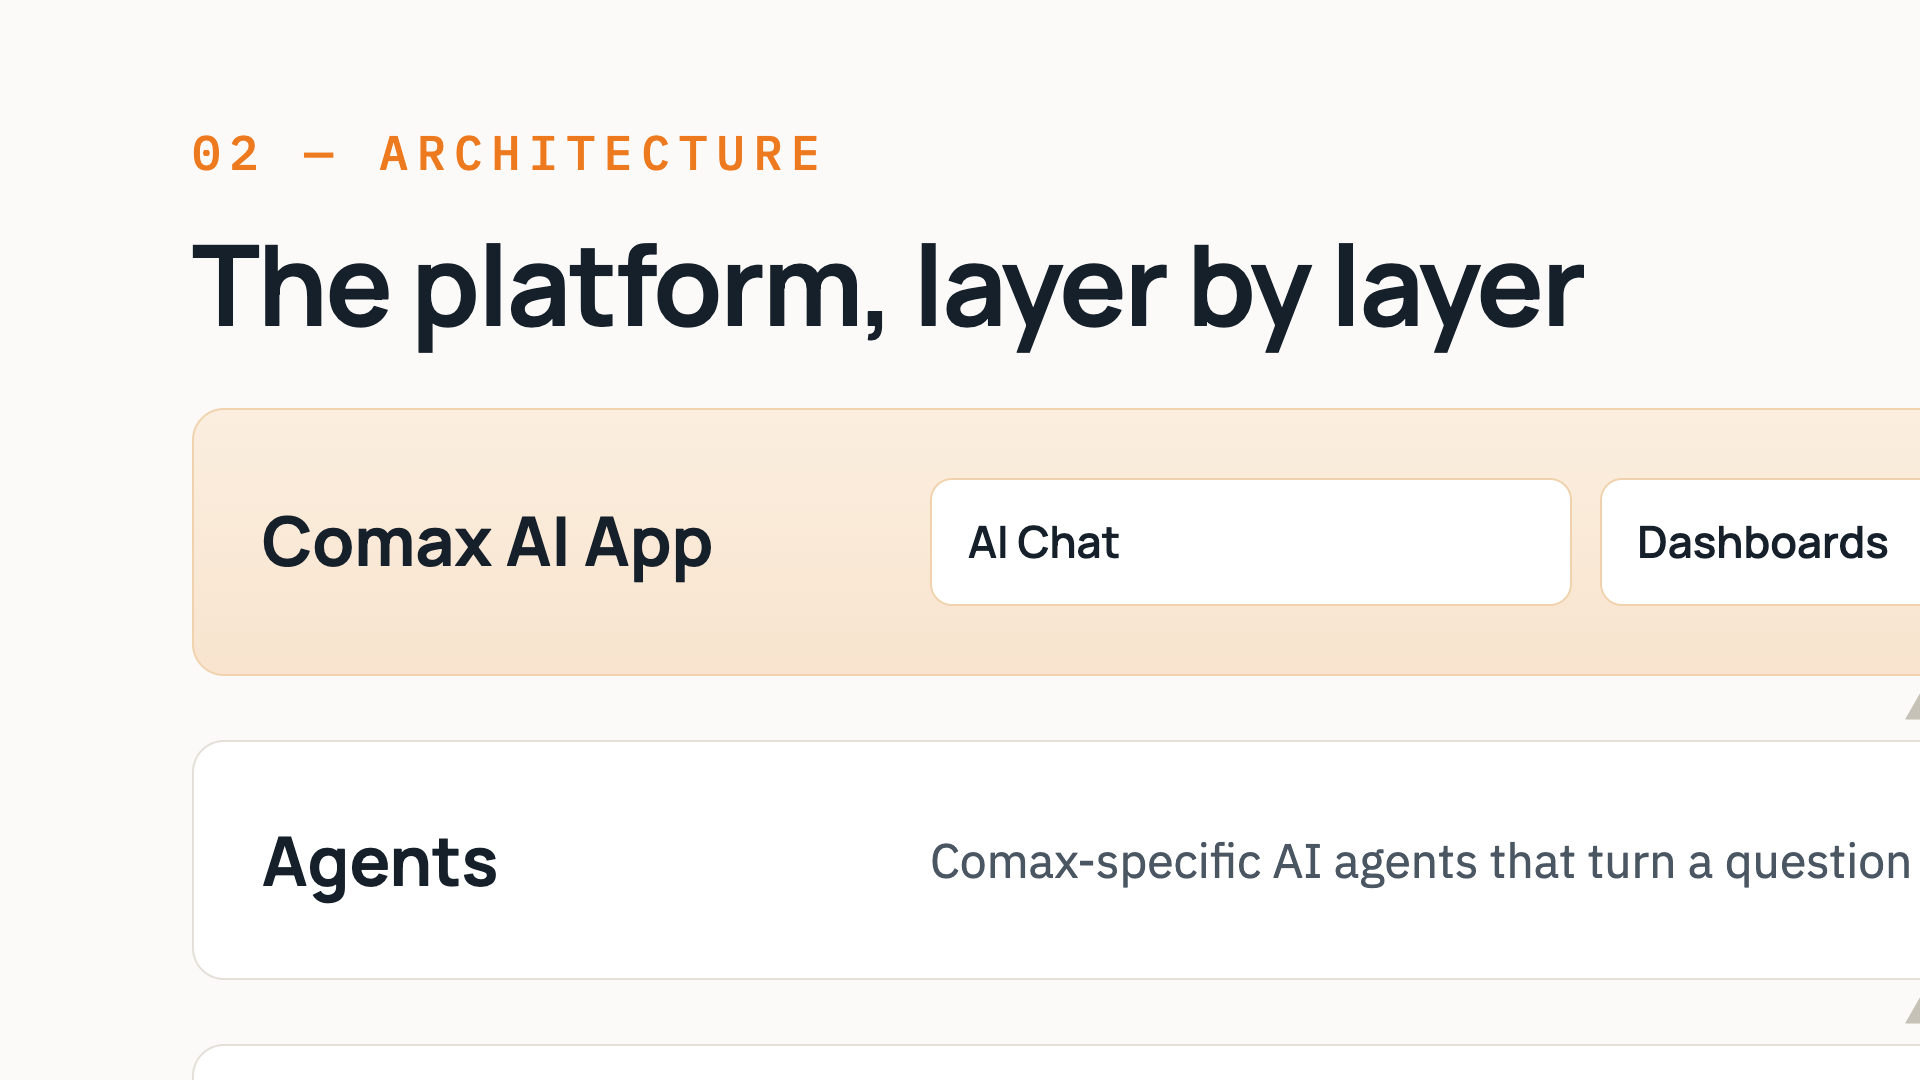 02 — ARCHITECTURE
The platform, layer by layer
Comax AI App
AI Chat
Dashboards
Agents
Comax-specific AI agents that turn a question